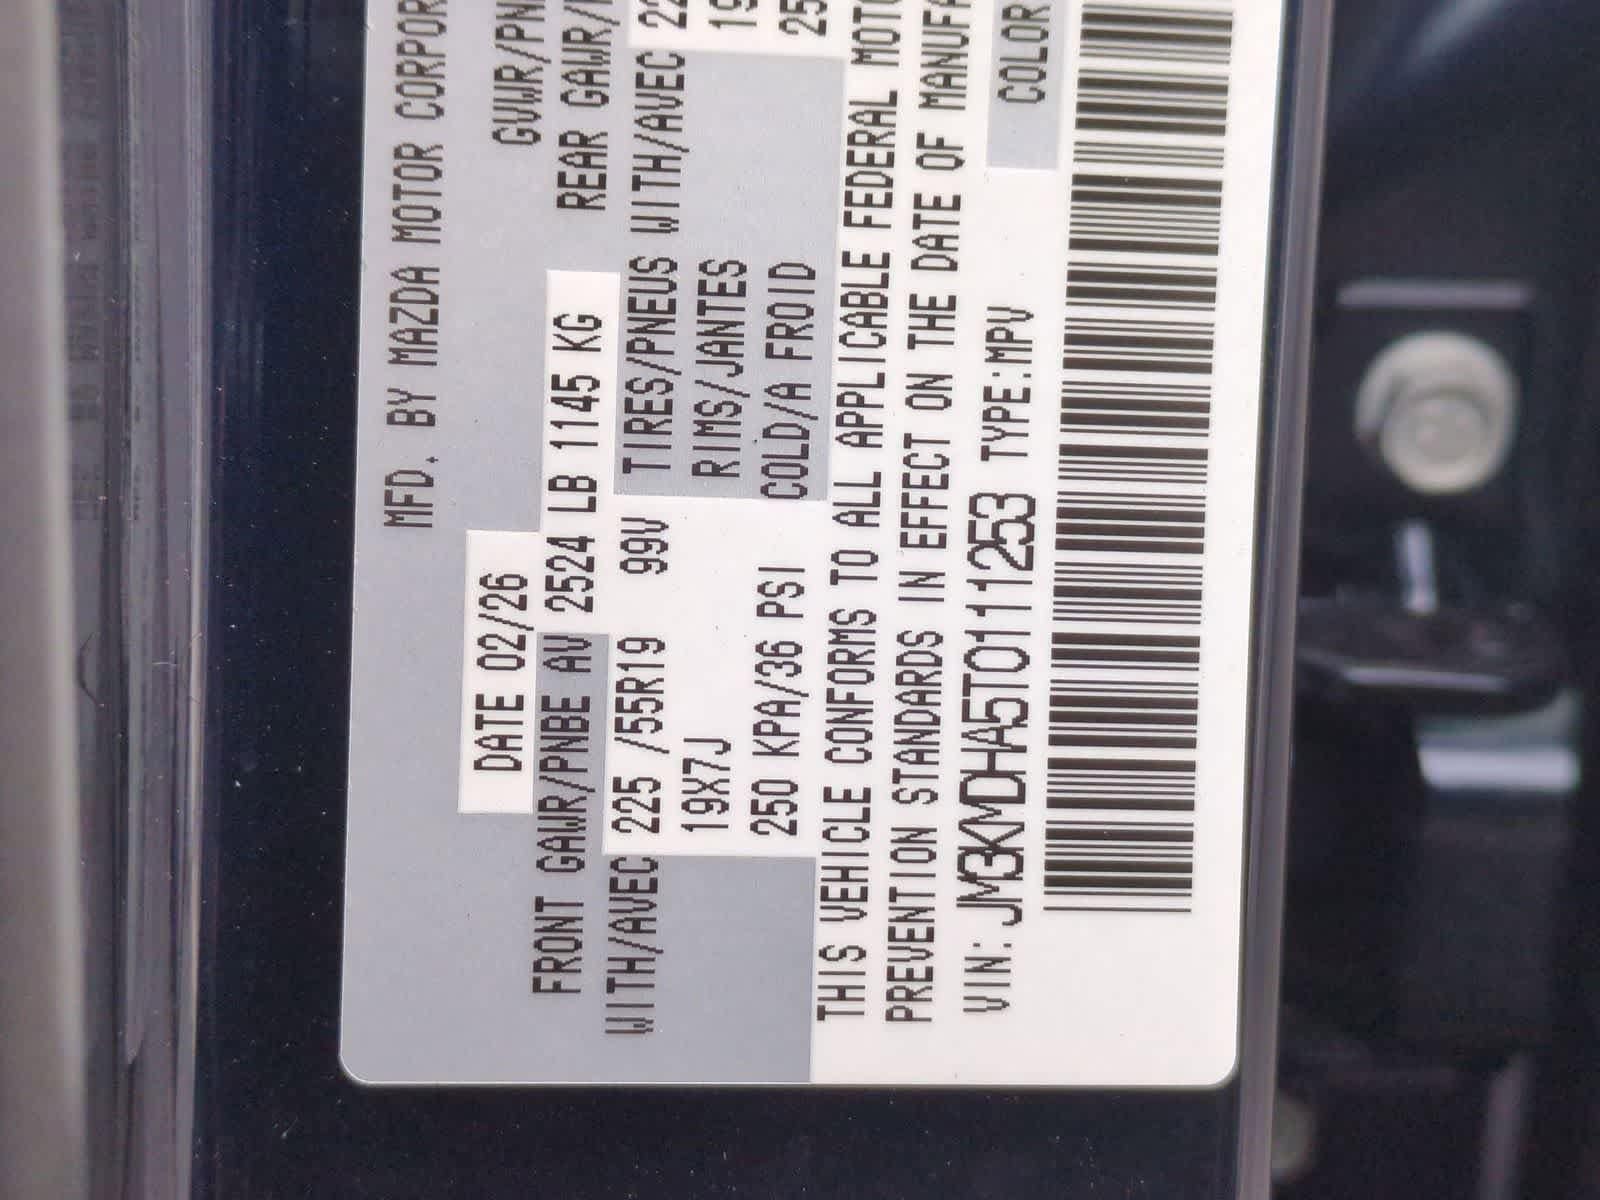 MFD. BY MAZDA MOTOR CORPOR
DATE 02/26
GVWR/PN
FRONT GAWR/PNBE AV 2524 LB 1145 KG
REAR GAWR/
WITH/AVEC 225 /55R19 99V TIRES/PNEUS WITH/AVEC 22
19X7J RIMS/JANTES 19
250 KPA/36 PSI COLD/A FROID 25
THIS VEHICLE CONFORMS TO ALL APPLICABLE FEDERAL MOTO
PREVENTION STANDARDS IN EFFECT ON THE DATE OF MANUFA
VIN: JM3KMDHA5T0111253 TYPE:MPV
COLOR